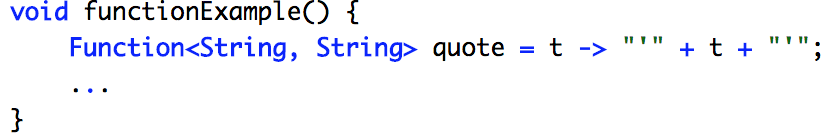 void functionExample() {
    Function<String, String> quote = t -> "'" + t + "'";
    ...
}